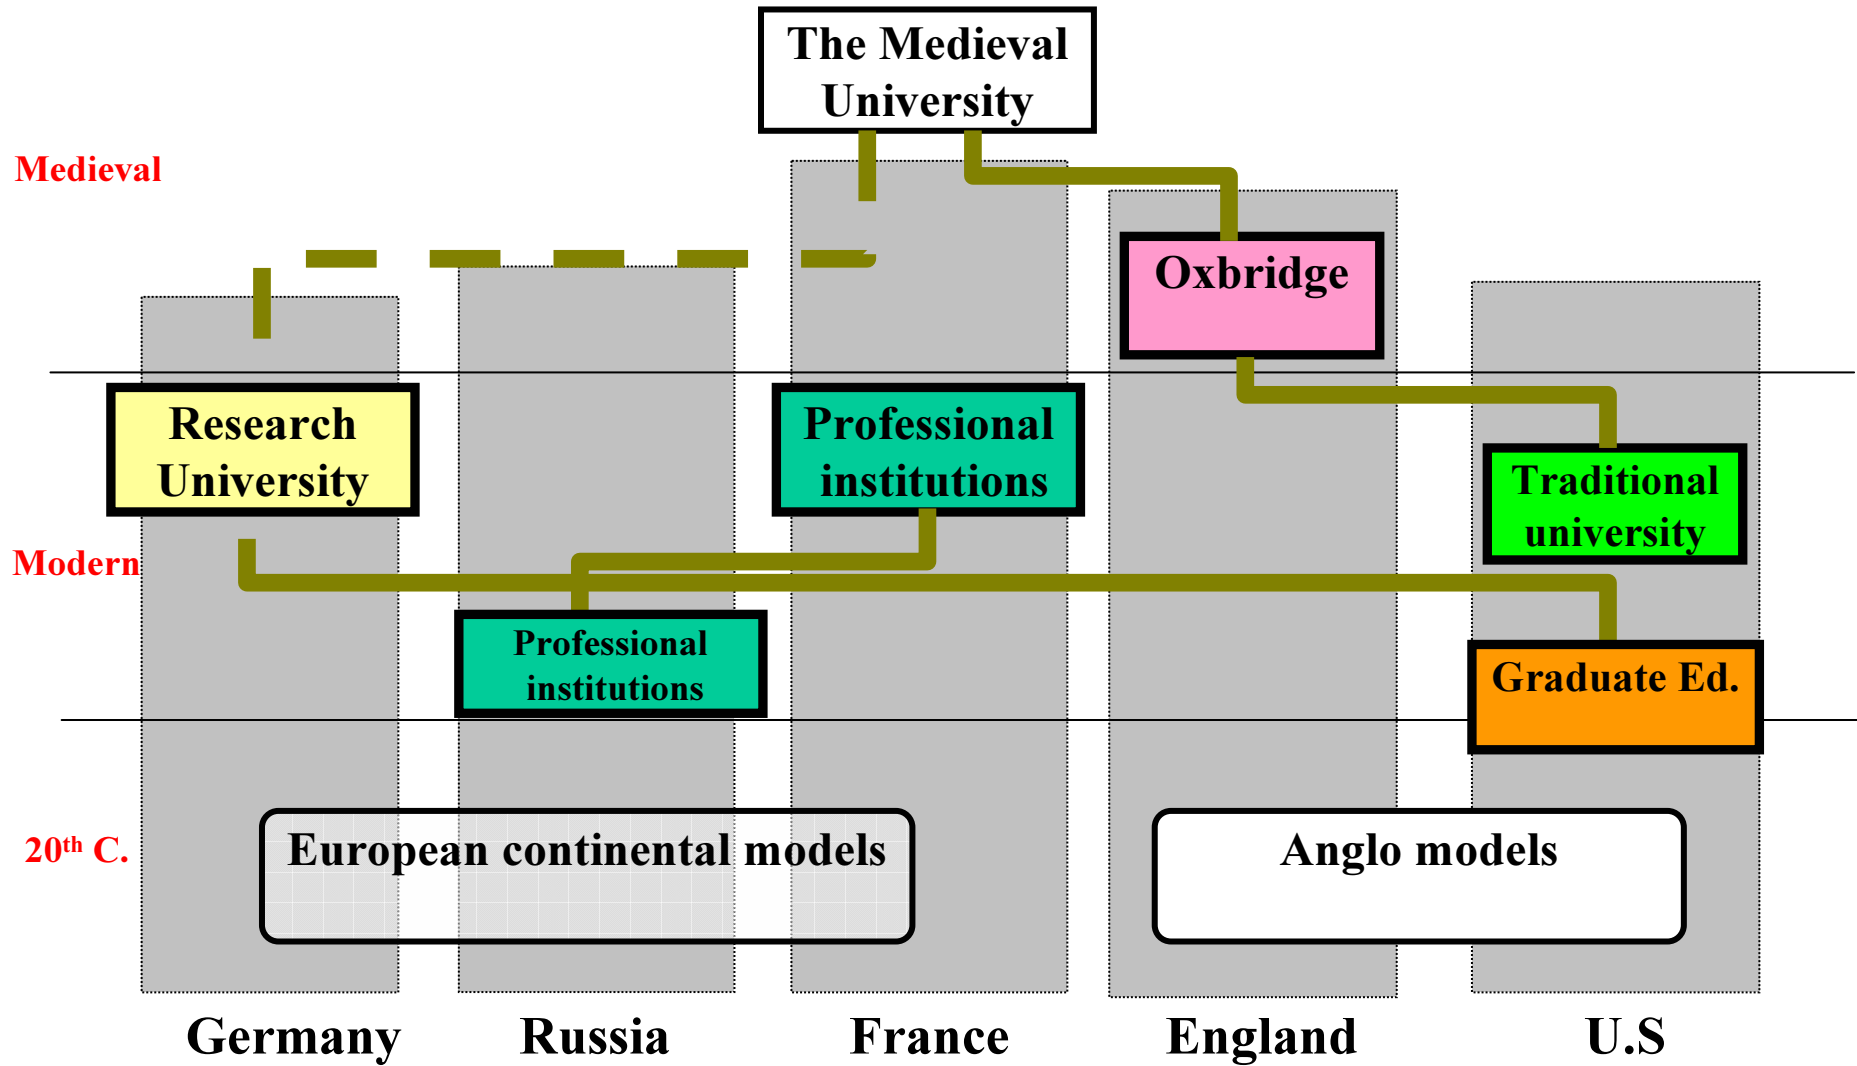 The Medieval
University
Medieval
Oxbridge
Research
University
Professional
institutions
Traditional
university
Modern
Professional
institutions
Graduate Ed.
20th C.
European continental models
Anglo models
Germany
Russia
France
England
U.S